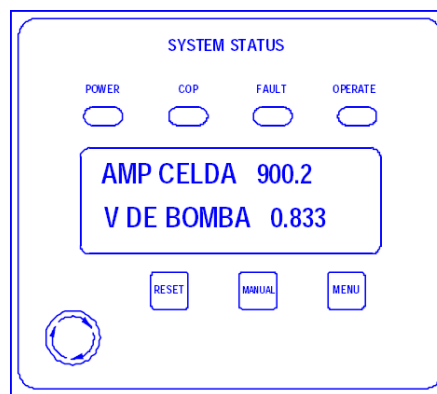 SYSTEM STATUS
POWER COP FAULT OPERATE
AMP CELDA 900.2
V DE BOMBA 0.833
RESET MANUAL MENU